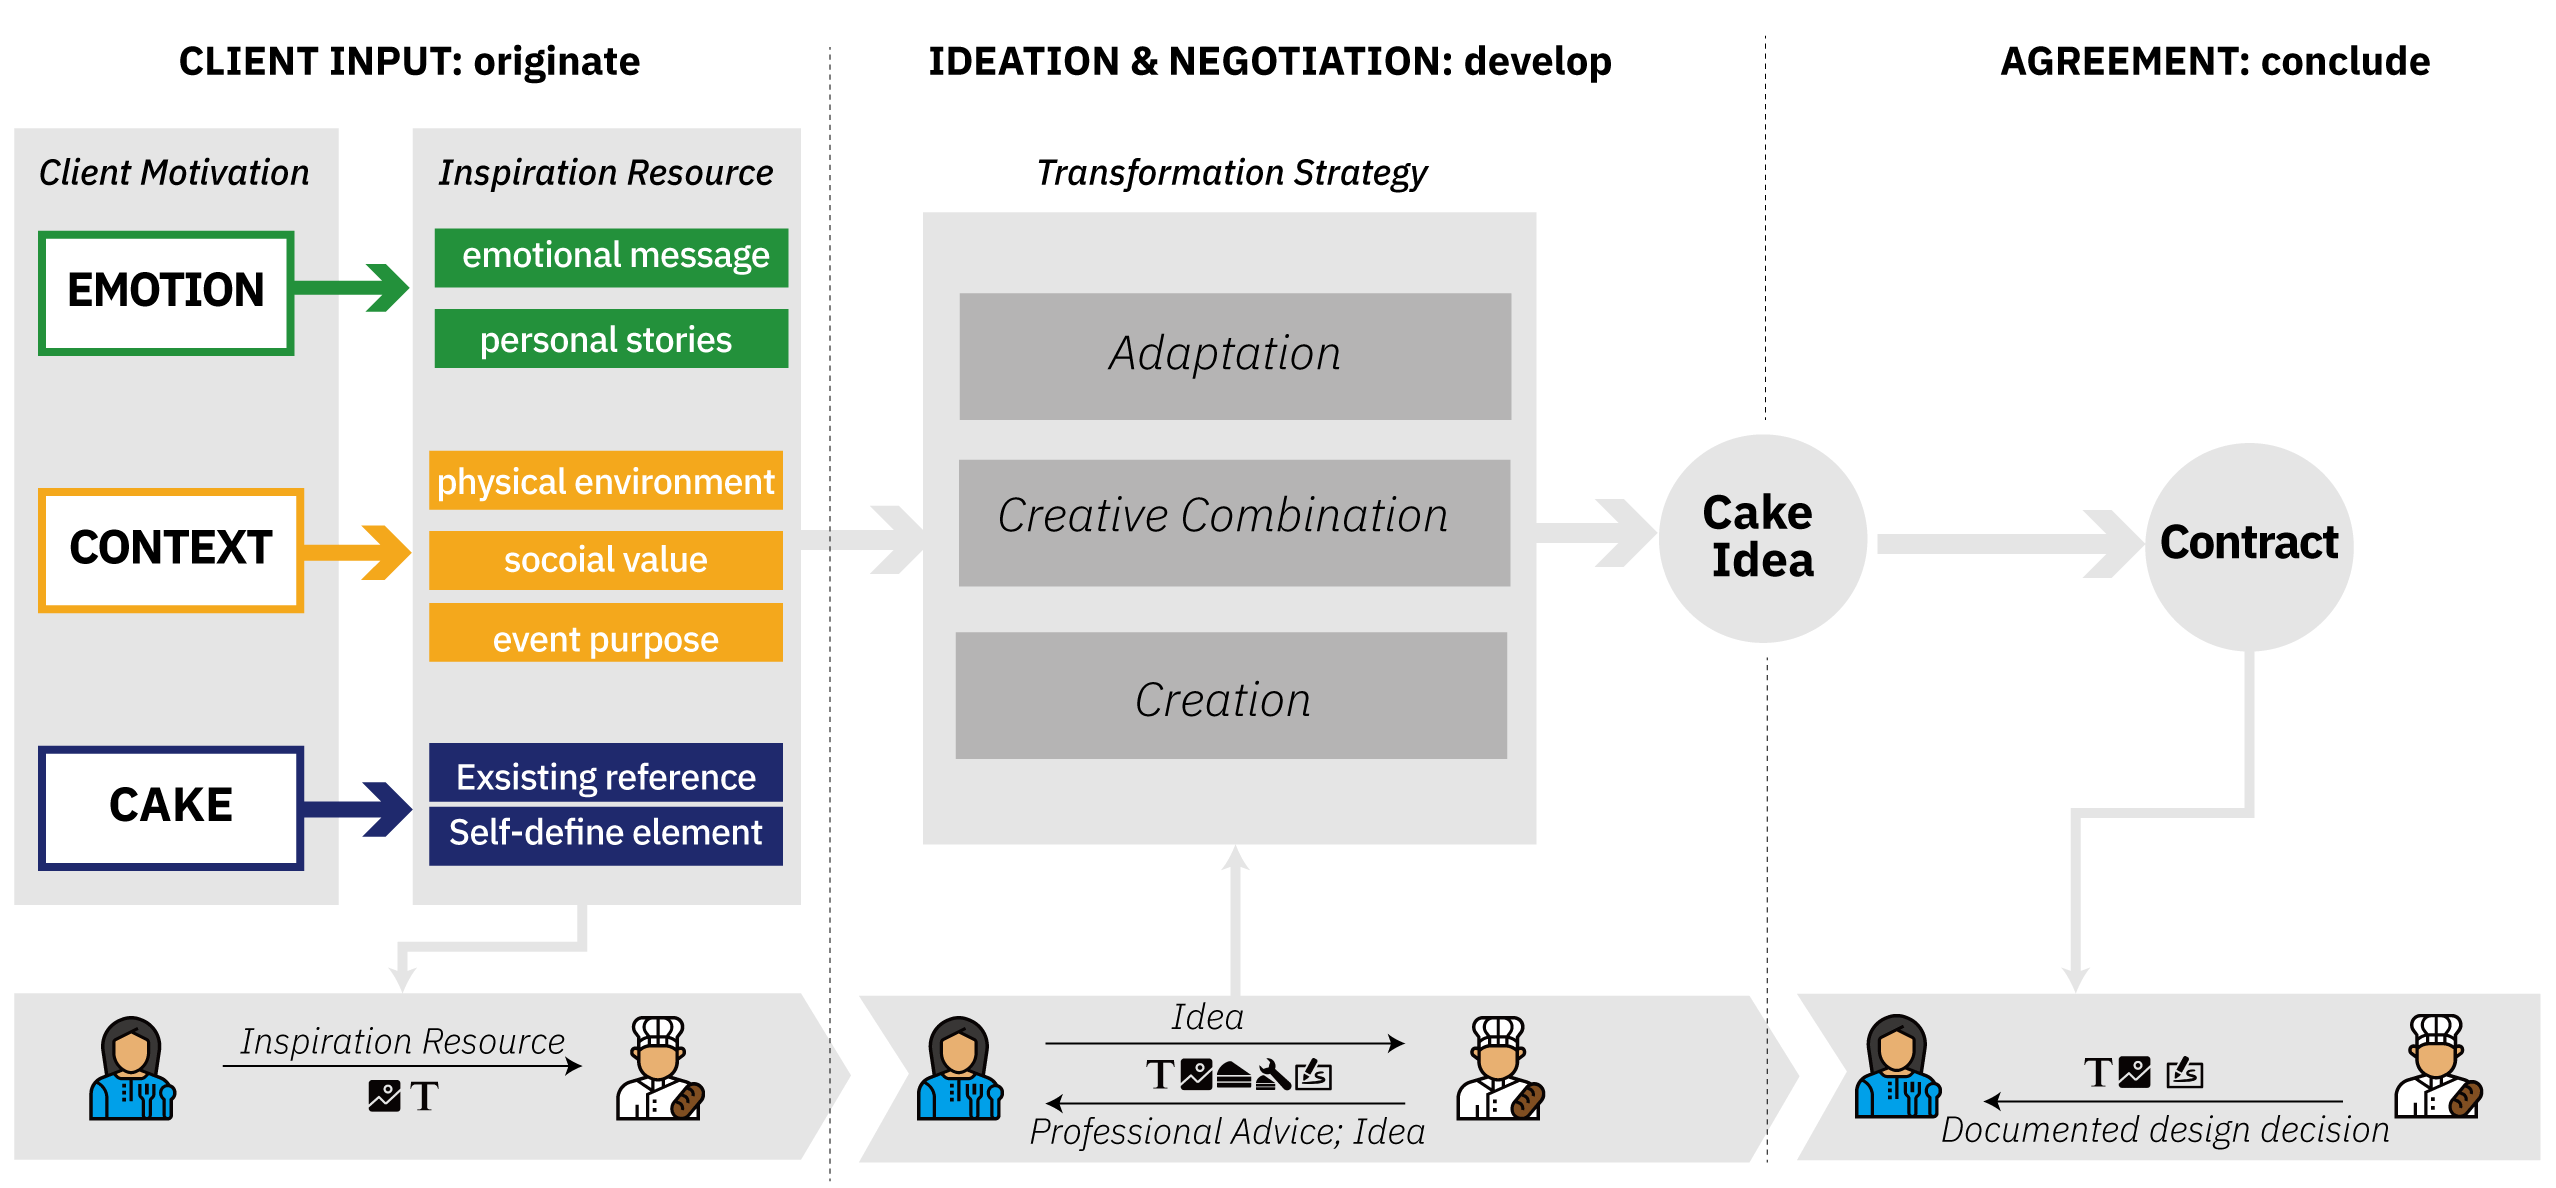 CLIENT INPUT: originate
IDEATION & NEGOTIATION: develop
AGREEMENT: conclude
Client Motivation
Inspiration Resource
Transformation Strategy
EMOTION
emotional message
personal stories
CONTEXT
physical environment
socoial value
event purpose
CAKE
Exsisting reference
Self-define element
Adaptation
Creative Combination
Creation
Cake
Idea
Contract
Inspiration Resource
T
Idea
T
Professional Advice; Idea
T
Documented design decision